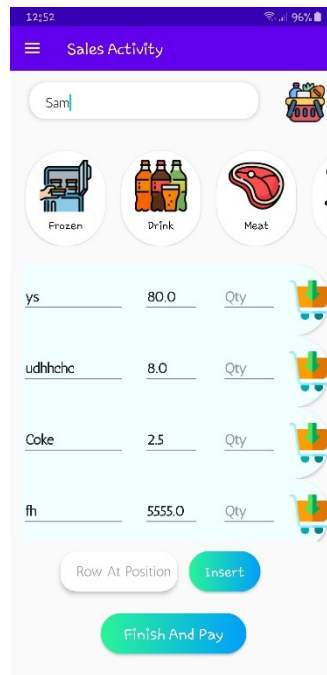 12:52 96%
Sales Activity
Sam
Frozen Drink Meat
ys 80.0 Qty
udhhchc 8.0 Qty
Coke 2.5 Qty
fh 5555.0 Qty
Row At Position Insert
Finish And Pay